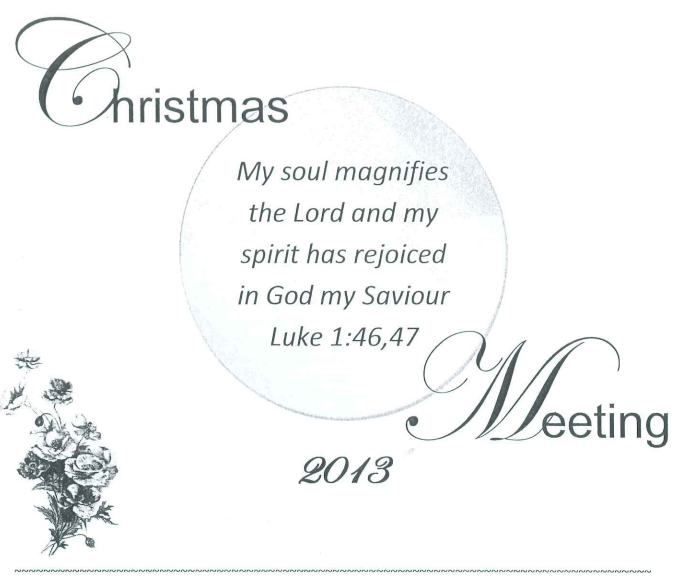 Christmas
My soul magnifies
the Lord and my
spirit has rejoiced
in God my Saviour
Luke 1:46,47
Meeting
2013